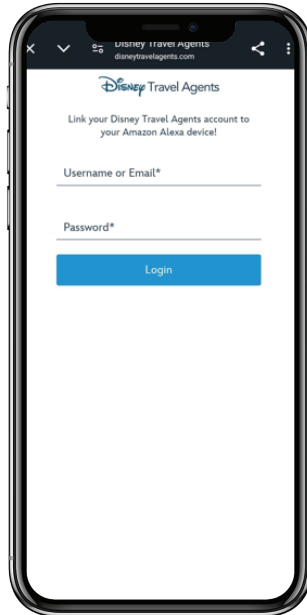 Disney Travel Agents
disneytravelagents.com
Disney Travel Agents
Link your Disney Travel Agents account to
your Amazon Alexa device!
Username or Email*
Password*
Login